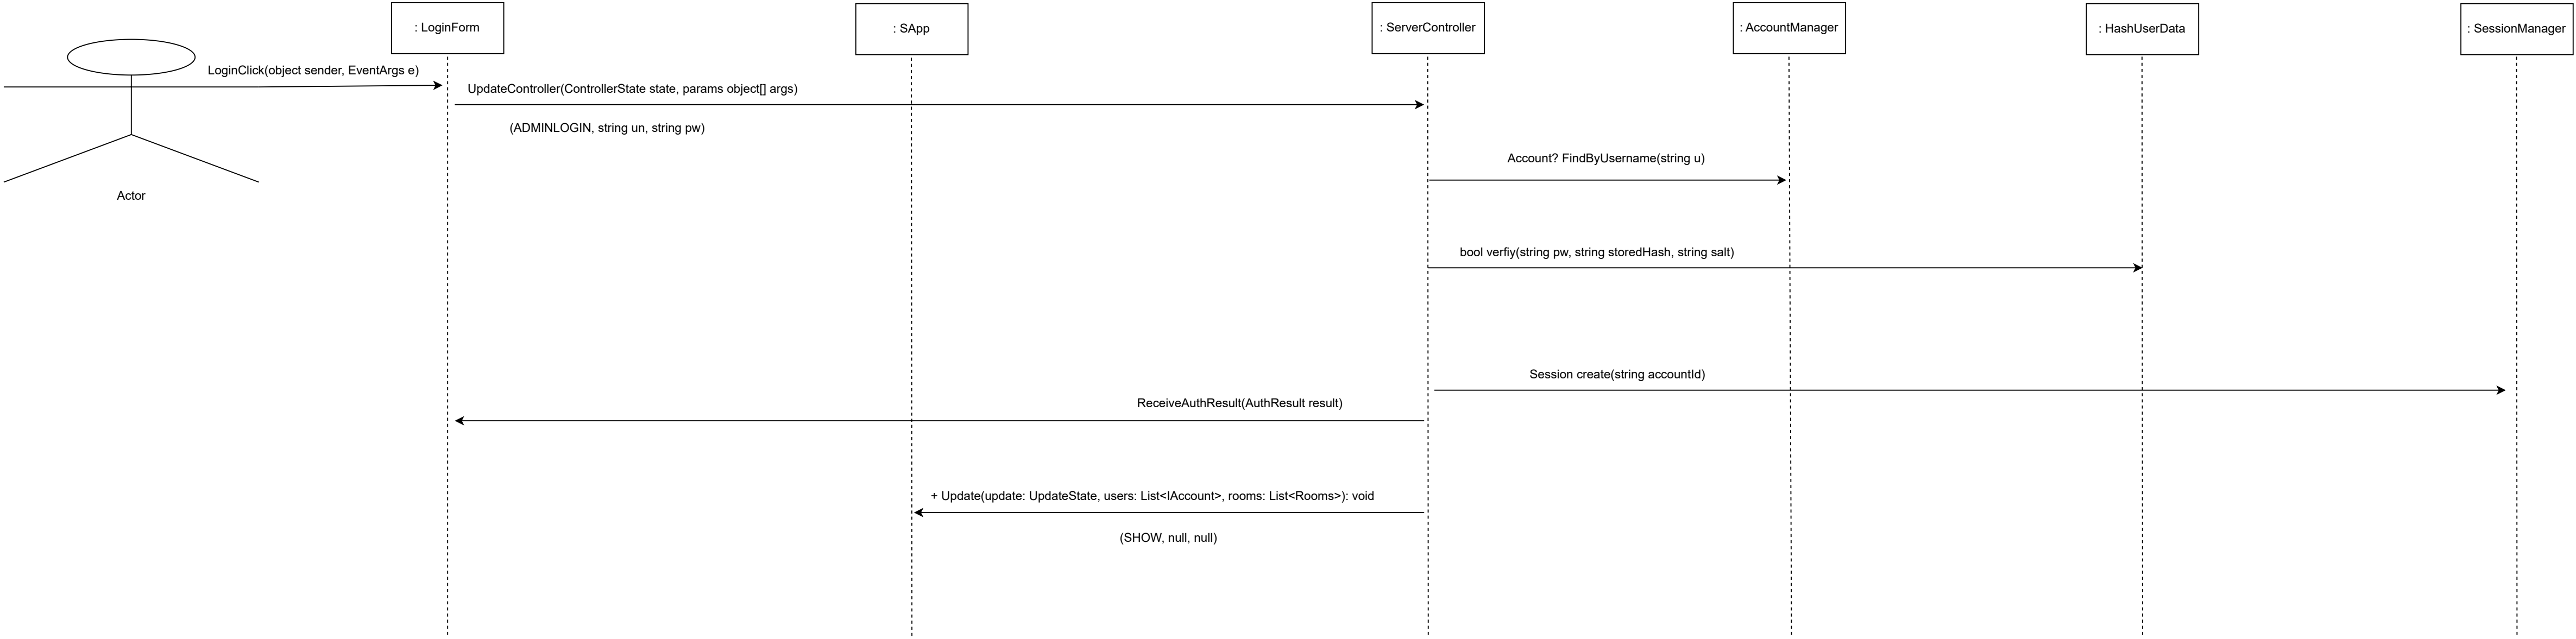 : LoginForm
: SApp
: ServerController
: AccountManager
: HashUserData
: SessionManager
LoginClick(object sender, EventArgs e)
UpdateController(ControllerState state, params object[] args)
(ADMINLOGIN, string un, string pw)
Account? FindByUsername(string u)
Actor
bool verfiy(string pw, string storedHash, string salt)
Session create(string accountId)
ReceiveAuthResult(AuthResult result)
+ Update(update: UpdateState, users: List<IAccount>, rooms: List<Rooms>): void
(SHOW, null, null)